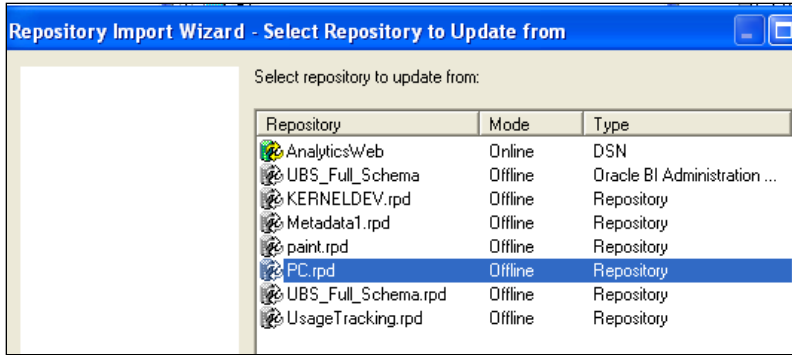 Repository Import Wizard - Select Repository to Update from
Select repository to update from:
Repository Mode Type
AnalyticsWeb Online DSN
UBS_Full_Schema Offline Oracle BI Administration ...
KERNELDEV.rpd Offline Repository
Metadata1.rpd Offline Repository
paint.rpd Offline Repository
PC.rpd Offline Repository
UBS_Full_Schema.rpd Offline Repository
UsageTracking.rpd Offline Repository